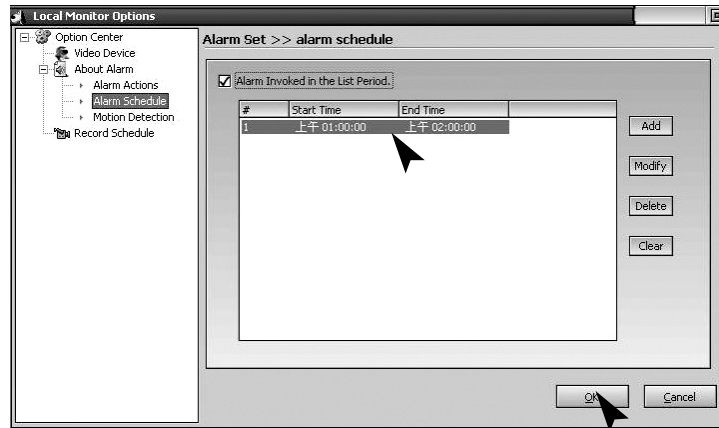 Local Monitor Options
Option Center
Video Device
About Alarm
Alarm Actions
Alarm Schedule
Motion Detection
Record Schedule
Alarm Set >> alarm schedule
Alarm Invoked in the List Period.
# Start Time End Time
1 上午 01:00:00 上午 02:00:00
Add
Modify
Delete
Clear
OK Cancel